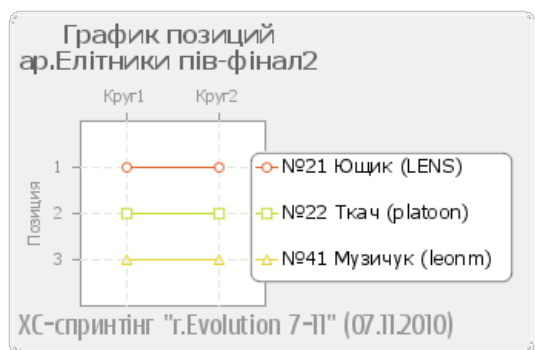 График позиций
ар.Елітники пів-фінал2
Круг1 Круг2
Позиция
1
2
3
№21 Ющик (LENS)
№22 Ткач (platoon)
№41 Музичук (leonm)
ХС-спринтінг "г.Evolution 7-11" (07.11.2010)